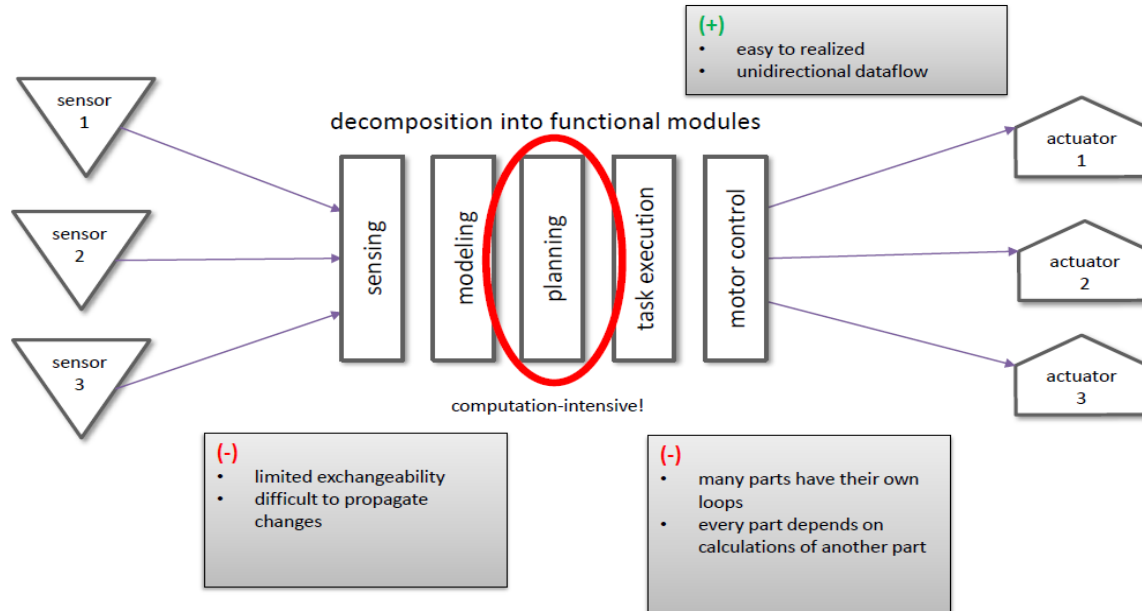 (+)
• easy to realized
• unidirectional dataflow
sensor
1
sensor
2
sensor
3
decomposition into functional modules
sensing
modeling
planning
task execution
motor control
computation-intensive!
actuator
1
actuator
2
actuator
3
(-)
• limited exchangeability
• difficult to propagate
changes
(-)
• many parts have their own
loops
• every part depends on
calculations of another part